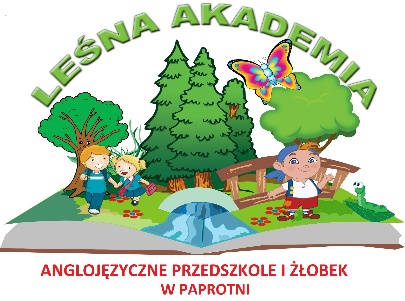 LEŚNA AKADEMIA
ANGLOJĘZYCZNE PRZEDSZKOLE I ŻŁOBEK
W PAPROTNI